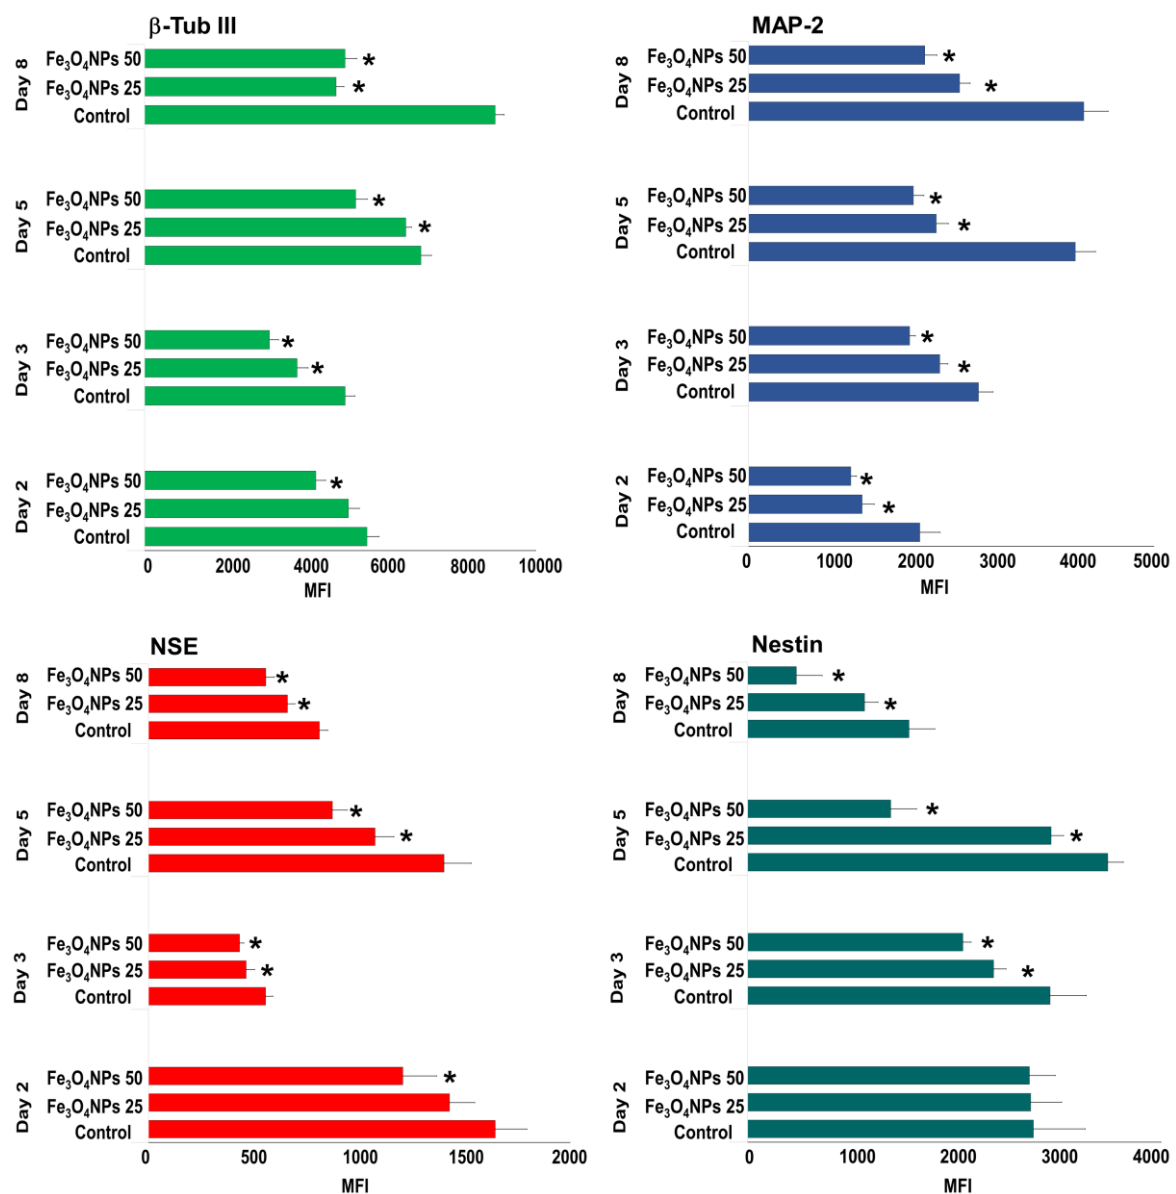 β-Tub III
Day 8
Fe₃O₄NPs 50
*
Fe₃O₄NPs 25
*
Control
Day 5
Fe₃O₄NPs 50
*
Fe₃O₄NPs 25
*
Control
Day 3
Fe₃O₄NPs 50
*
Fe₃O₄NPs 25
*
Control
Day 2
Fe₃O₄NPs 50
*
Fe₃O₄NPs 25
Control
0 2000 4000 6000 8000 10000
MFI
MAP-2
Day 8
Fe₃O₄NPs 50
*
Fe₃O₄NPs 25
*
Control
Day 5
Fe₃O₄NPs 50
*
Fe₃O₄NPs 25
*
Control
Day 3
Fe₃O₄NPs 50
*
Fe₃O₄NPs 25
*
Control
Day 2
Fe₃O₄NPs 50
*
Fe₃O₄NPs 25
*
Control
0 1000 2000 3000 4000 5000
MFI
NSE
Day 8
Fe₃O₄NPs 50
*
Fe₃O₄NPs 25
*
Control
Day 5
Fe₃O₄NPs 50
*
Fe₃O₄NPs 25
*
Control
Day 3
Fe₃O₄NPs 50
*
Fe₃O₄NPs 25
*
Control
Day 2
Fe₃O₄NPs 50
*
Fe₃O₄NPs 25
Control
0 500 1000 1500 2000
MFI
Nestin
Day 8
Fe₃O₄NPs 50
*
Fe₃O₄NPs 25
*
Control
Day 5
Fe₃O₄NPs 50
*
Fe₃O₄NPs 25
*
Control
Day 3
Fe₃O₄NPs 50
*
Fe₃O₄NPs 25
*
Control
Day 2
Fe₃O₄NPs 50
Fe₃O₄NPs 25
Control
0 1000 2000 3000 4000
MFI